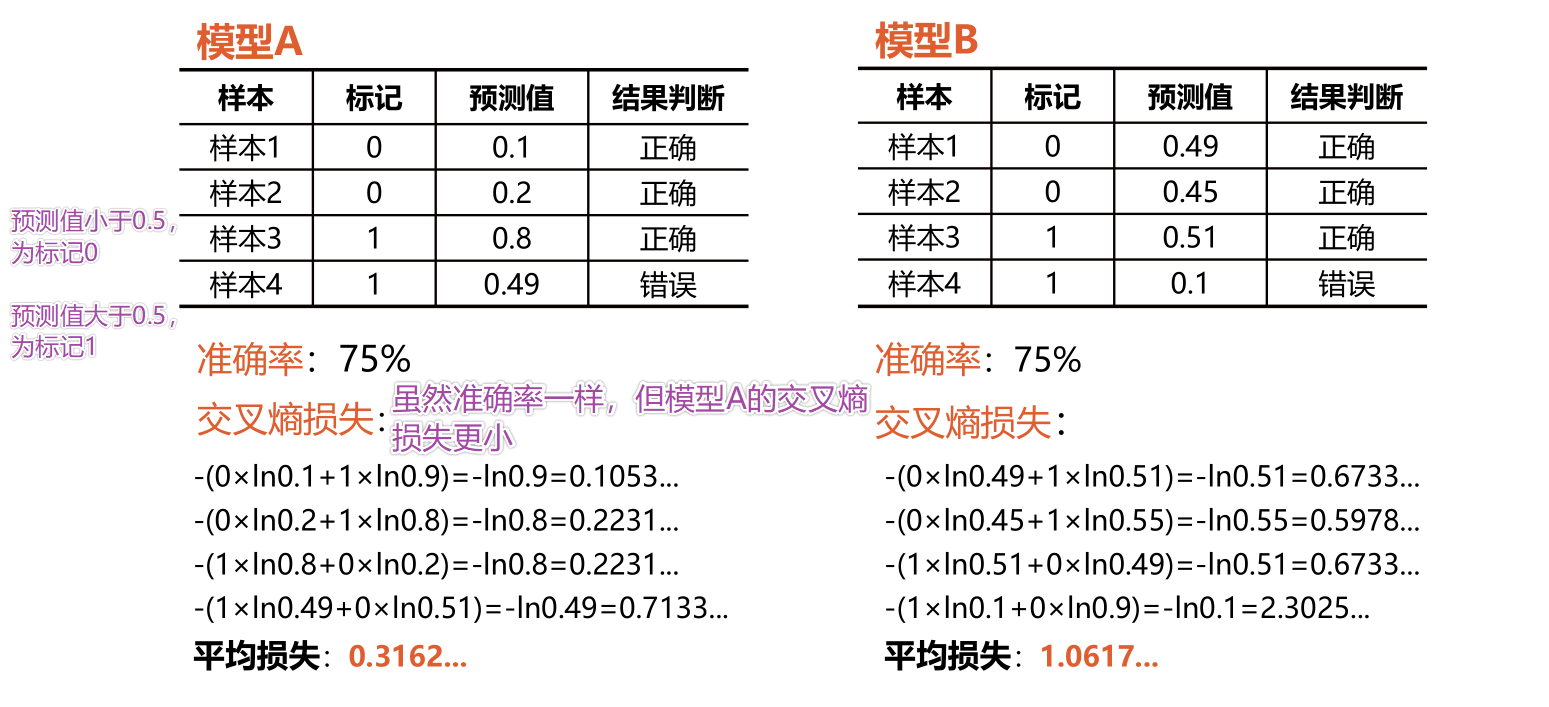 模型A
样本 标记 预测值 结果判断
样本1 0 0.1 正确
样本2 0 0.2 正确
样本3 1 0.8 正确
样本4 1 0.49 错误
预测值小于0.5，
为标记0
预测值大于0.5，
为标记1
准确率：75%
交叉熵损失：
虽然准确率一样，但模型A的交叉熵
损失更小
-(0×ln0.1+1×ln0.9)=-ln0.9=0.1053...
-(0×ln0.2+1×ln0.8)=-ln0.8=0.2231...
-(1×ln0.8+0×ln0.2)=-ln0.8=0.2231...
-(1×ln0.49+0×ln0.51)=-ln0.49=0.7133...
平均损失：0.3162...
模型B
样本 标记 预测值 结果判断
样本1 0 0.49 正确
样本2 0 0.45 正确
样本3 1 0.51 正确
样本4 1 0.1 错误
准确率：75%
交叉熵损失：
-(0×ln0.49+1×ln0.51)=-ln0.51=0.6733...
-(0×ln0.45+1×ln0.55)=-ln0.55=0.5978...
-(1×ln0.51+0×ln0.49)=-ln0.51=0.6733...
-(1×ln0.1+0×ln0.9)=-ln0.1=2.3025...
平均损失：1.0617...